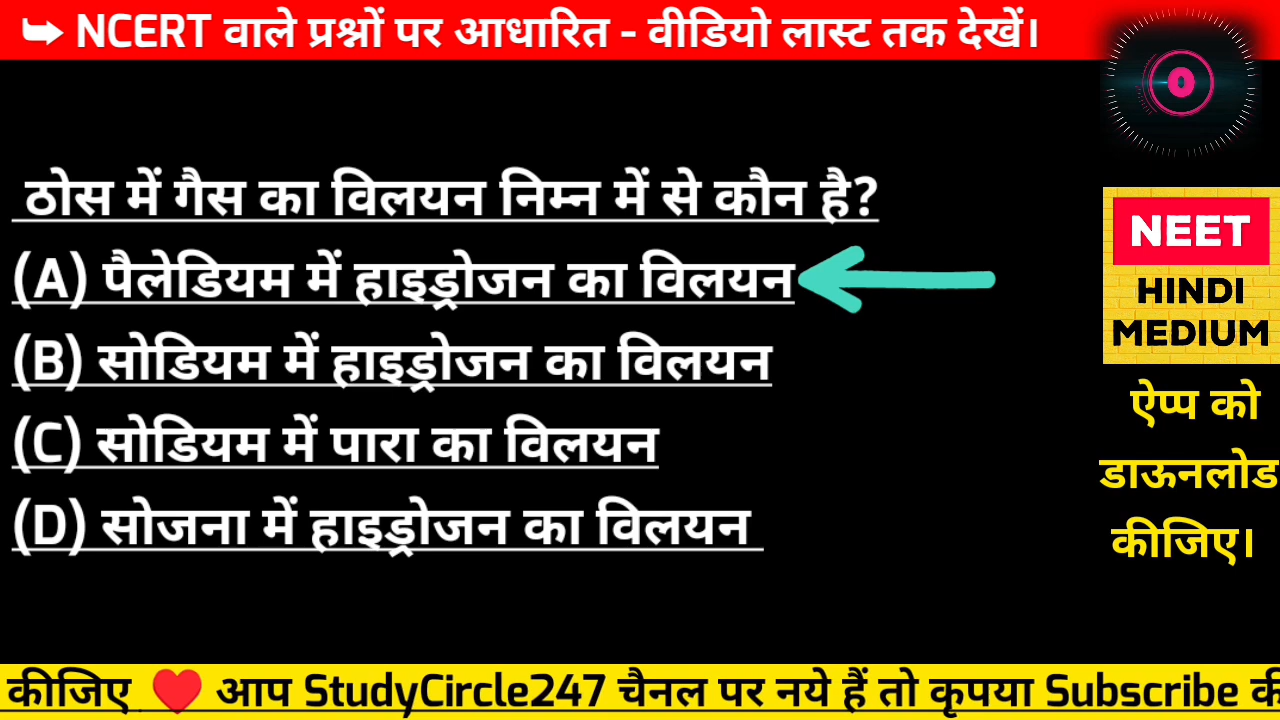 ➥ NCERT वाले प्रश्नों पर आधारित - वीडियो लास्ट तक देखें।
0
ठोस में गैस का विलयन निम्न में से कौन है?
(A) पैलेडियम में हाइड्रोजन का विलयन
(B) सोडियम में हाइड्रोजन का विलयन
(C) सोडियम में पारा का विलयन
(D) सोजना में हाइड्रोजन का विलयन
NEET
HINDI
MEDIUM
ऐप्प को
डाऊनलोड
कीजिए।
कीजिए ❤️ आप StudyCircle247 चैनल पर नये हैं तो कृपया Subscribe